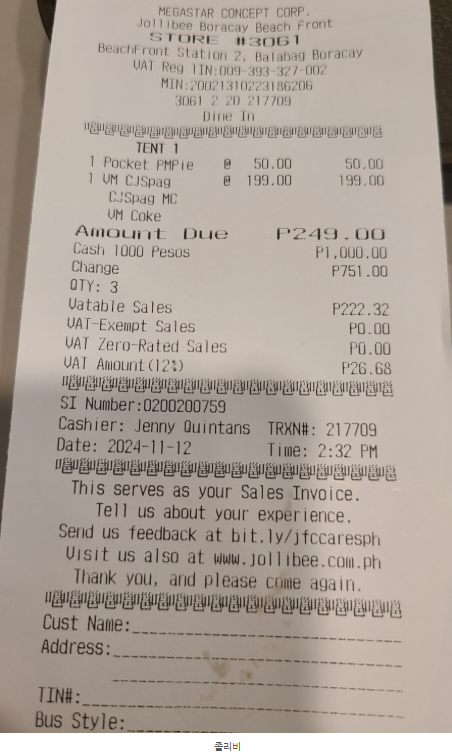 MEGASTAR CONCEPT CORP.
Jollibee Boracay Beach Front
STORE #3061
BeachFront Station 2, Balabag Boracay
VAT Reg TIN:009-393-327-002
MIN:20021310223186206
3061 2 20 217709
Dine In
TENT 1
1 Pocket PMPie @ 50.00 50.00
1 VM CJSpag @ 199.00 199.00
CJSpag MC
VM Coke
Amount Due P249.00
Cash 1000 Pesos P1,000.00
Change P751.00
QTY: 3
Vatable Sales P222.32
VAT-Exempt Sales P0.00
VAT Zero-Rated Sales P0.00
VAT Amount(12%) P26.68
SI Number:0200200759
Cashier: Jenny Quintans TRXN#: 217709
Date: 2024-11-12 Time: 2:32 PM
This serves as your Sales Invoice.
Tell us about your experience.
Send us feedback at bit.ly/jfccaresph
Visit us also at www.jollibee.com.ph
Thank you, and please come again.
Cust Name:
Address:
TIN#:
Bus Style:
졸리비